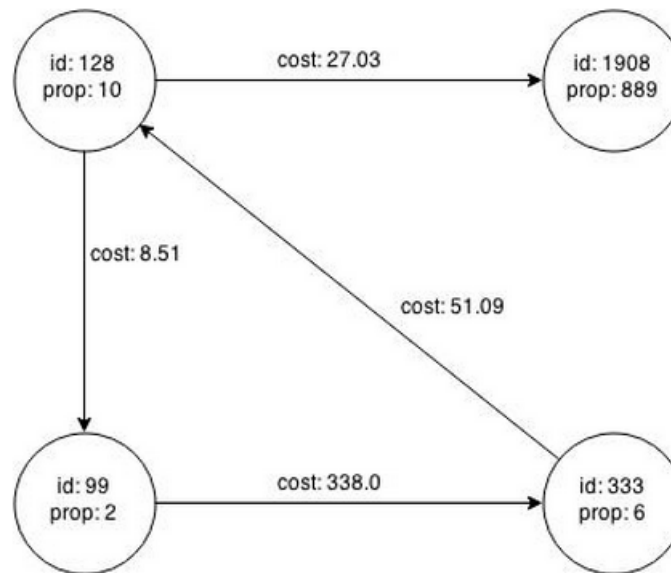 id: 128
prop: 10
cost: 27.03
id: 1908
prop: 889
cost: 8.51
cost: 51.09
id: 99
prop: 2
cost: 338.0
id: 333
prop: 6